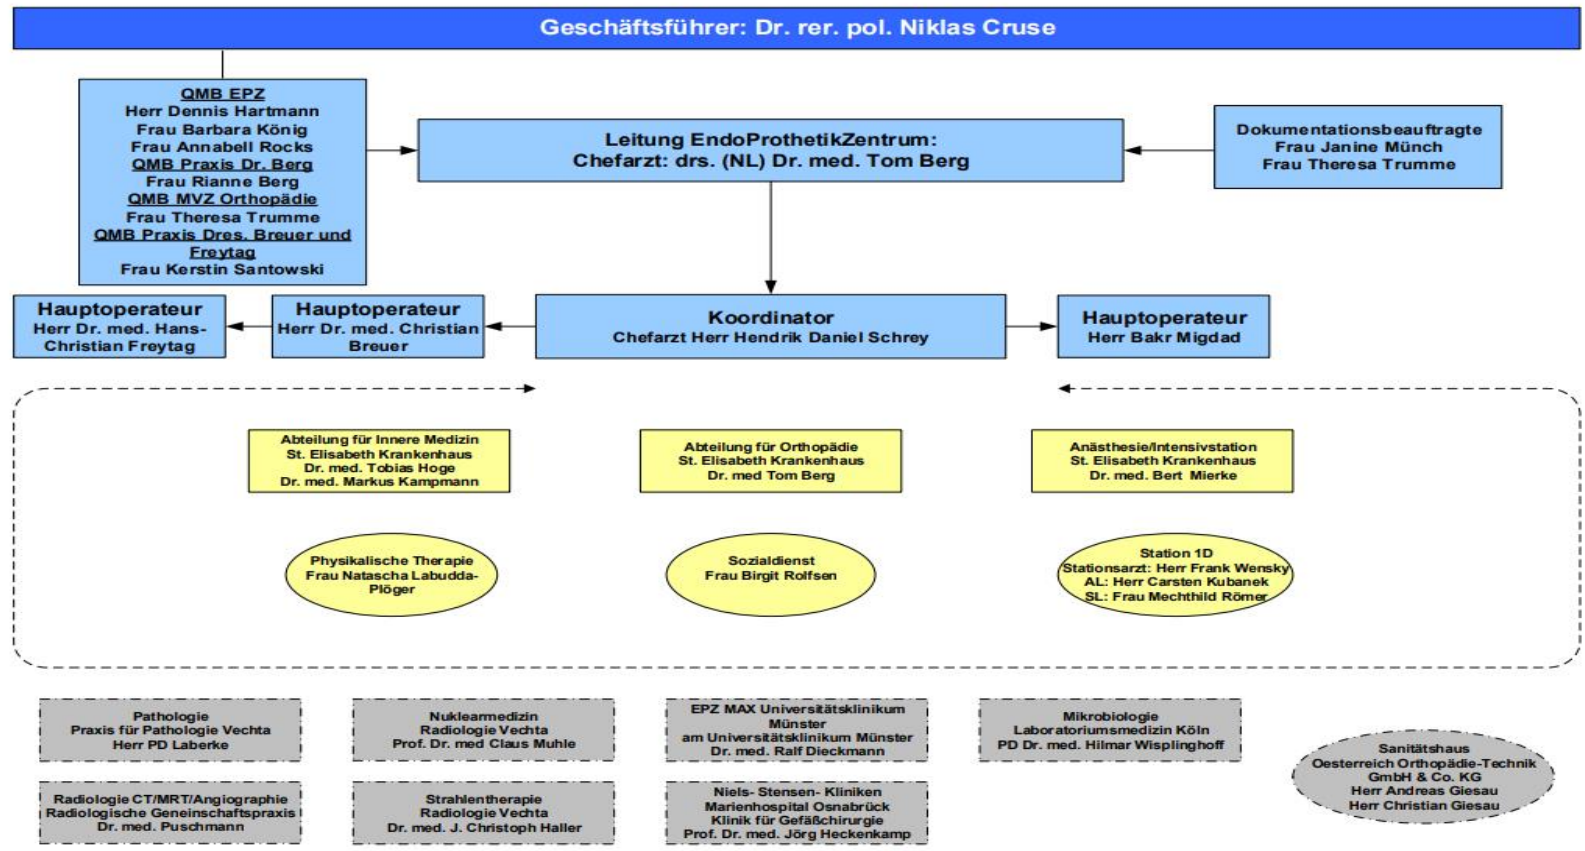 Geschäftsführer: Dr. rer. pol. Niklas Cruse
QMB EPZ
Herr Dennis Hartmann
Frau Barbara König
Frau Annabell Rocks
QMB Praxis Dr. Berg
Frau Rianne Berg
QMB MVZ Orthopädie
Frau Theresa Trumme
QMB Praxis Dres. Breuer und
Freytag
Frau Kerstin Santowski
Leitung EndoProthetikZentrum:
Chefarzt: drs. (NL) Dr. med. Tom Berg
Dokumentationsbeauftragte
Frau Janine Münch
Frau Theresa Trumme
Hauptoperateur
Herr Dr. med. Hans-
Christian Freytag
Hauptoperateur
Herr Dr. med. Christian
Breuer
Koordinator
Chefarzt Herr Hendrik Daniel Schrey
Hauptoperateur
Herr Bakr Migdad
Abteilung für Innere Medizin
St. Elisabeth Krankenhaus
Dr. med. Tobias Hoge
Dr. med. Markus Kampmann
Abteilung für Orthopädie
St. Elisabeth Krankenhaus
Dr. med Tom Berg
Anästhesie/Intensivstation
St. Elisabeth Krankenhaus
Dr. med. Bert Mierke
Physikalische Therapie
Frau Natascha Labudda-
Plöger
Sozialdienst
Frau Birgit Rolfsen
Station 1D
Stationsarzt: Herr Frank Wensky
AL: Herr Carsten Kubanek
SL: Frau Mechthild Römer
Pathologie
Praxis für Pathologie Vechta
Herr PD Laberke
Nuklearmedizin
Radiologie Vechta
Prof. Dr. med Claus Muhle
EPZ MAX Universitätsklinikum
Münster
am Universitätsklinikum Münster
Dr. med. Ralf Dieckmann
Mikrobiologie
Laboratoriumsmedizin Köln
PD Dr. med. Hilmar Wisplinghoff
Sanitätshaus
Oesterreich Orthopädie-Technik
GmbH & Co. KG
Herr Andreas Giesau
Herr Christian Giesau
Radiologie CT/MRT/Angiographie
Radiologische Geneinschaftspraxis
Dr. med. Puschmann
Strahlentherapie
Radiologie Vechta
Dr. med. J. Christoph Haller
Niels- Stensen- Kliniken
Marienhospital Osnabrück
Klinik für Gefäßchirurgie
Prof. Dr. med. Jörg Heckenkamp